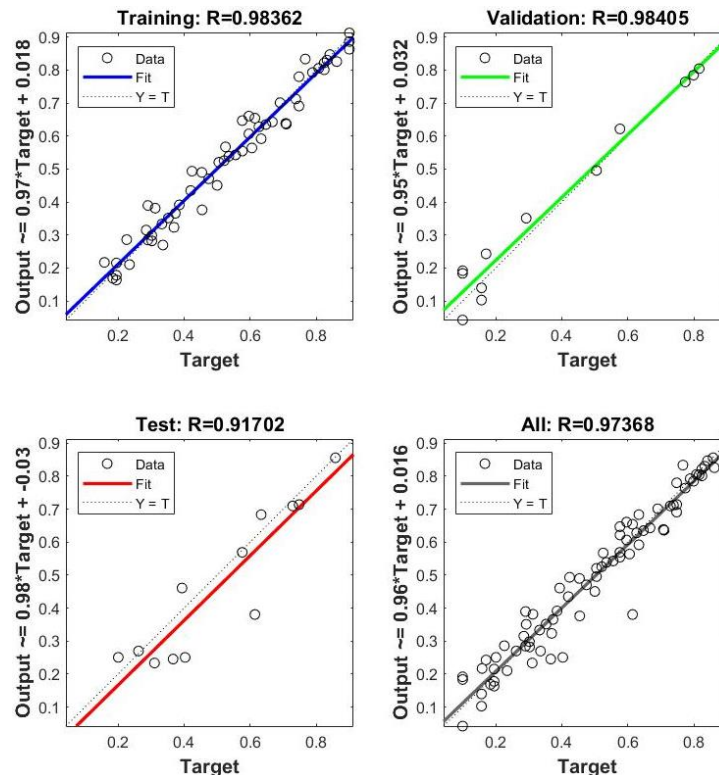 Training: R=0.98362
Output ~= 0.97*Target + 0.018
0.9
0.8
0.7
0.6
0.5
0.4
0.3
0.2
0.1
Data
Fit
Y = T
0.2 0.4 0.6 0.8
Target
Validation: R=0.98405
Output ~= 0.95*Target + 0.032
0.9
0.8
0.7
0.6
0.5
0.4
0.3
0.2
0.1
Data
Fit
Y = T
0.2 0.4 0.6 0.8
Target
Test: R=0.91702
Output ~= 0.98*Target + -0.03
0.9
0.8
0.7
0.6
0.5
0.4
0.3
0.2
0.1
Data
Fit
Y = T
0.2 0.4 0.6 0.8
Target
All: R=0.97368
Output ~= 0.96*Target + 0.016
0.9
0.8
0.7
0.6
0.5
0.4
0.3
0.2
0.1
Data
Fit
Y = T
0.2 0.4 0.6 0.8
Target